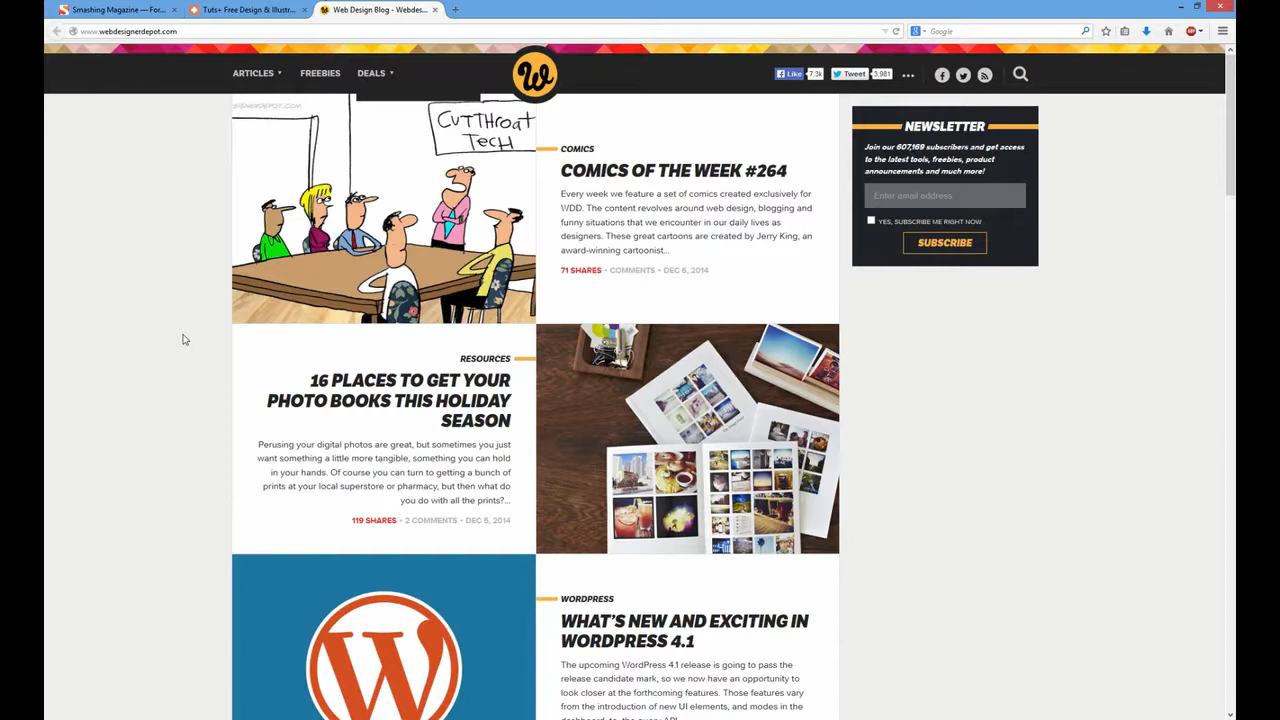 Smashing Magazine — For...
Tuts+ Free Design & Illustr...
Web Design Blog - Webdes...
www.webdesignerdepot.com
Google
ARTICLES
FREEBIES
DEALS
W
Like
7.3k
Tweet
3,981
CUTTHROAT
TECH
COMICS
COMICS OF THE WEEK #264
Every week we feature a set of comics created exclusively for
WDD. The content revolves around web design, blogging and
funny situations that we encounter in our daily lives as
designers. These great cartoons are created by Jerry King, an
award-winning cartoonist...
71 SHARES • COMMENTS • DEC 6, 2014
NEWSLETTER
Join our 607,169 subscribers and get access
to the latest tools, freebies, product
announcements and much more!
Enter email address
YES, SUBSCRIBE ME RIGHT NOW
SUBSCRIBE
RESOURCES
16 PLACES TO GET YOUR
PHOTO BOOKS THIS HOLIDAY
SEASON
Perusing your digital photos are great, but sometimes you just
want something a little more tangible, something you can hold
in your hands. Of course you can turn to getting a bunch of
prints at your local superstore or pharmacy, but then what do
you do with all the prints?...
119 SHARES • 2 COMMENTS • DEC 5, 2014
WORDPRESS
WHAT'S NEW AND EXCITING IN
WORDPRESS 4.1
The upcoming WordPress 4.1 release is going to pass the
release candidate mark, so we now have an opportunity to
look closer at the forthcoming features. Those features vary
from the introduction of new UI elements, and modes in the
dashboard, to the query API